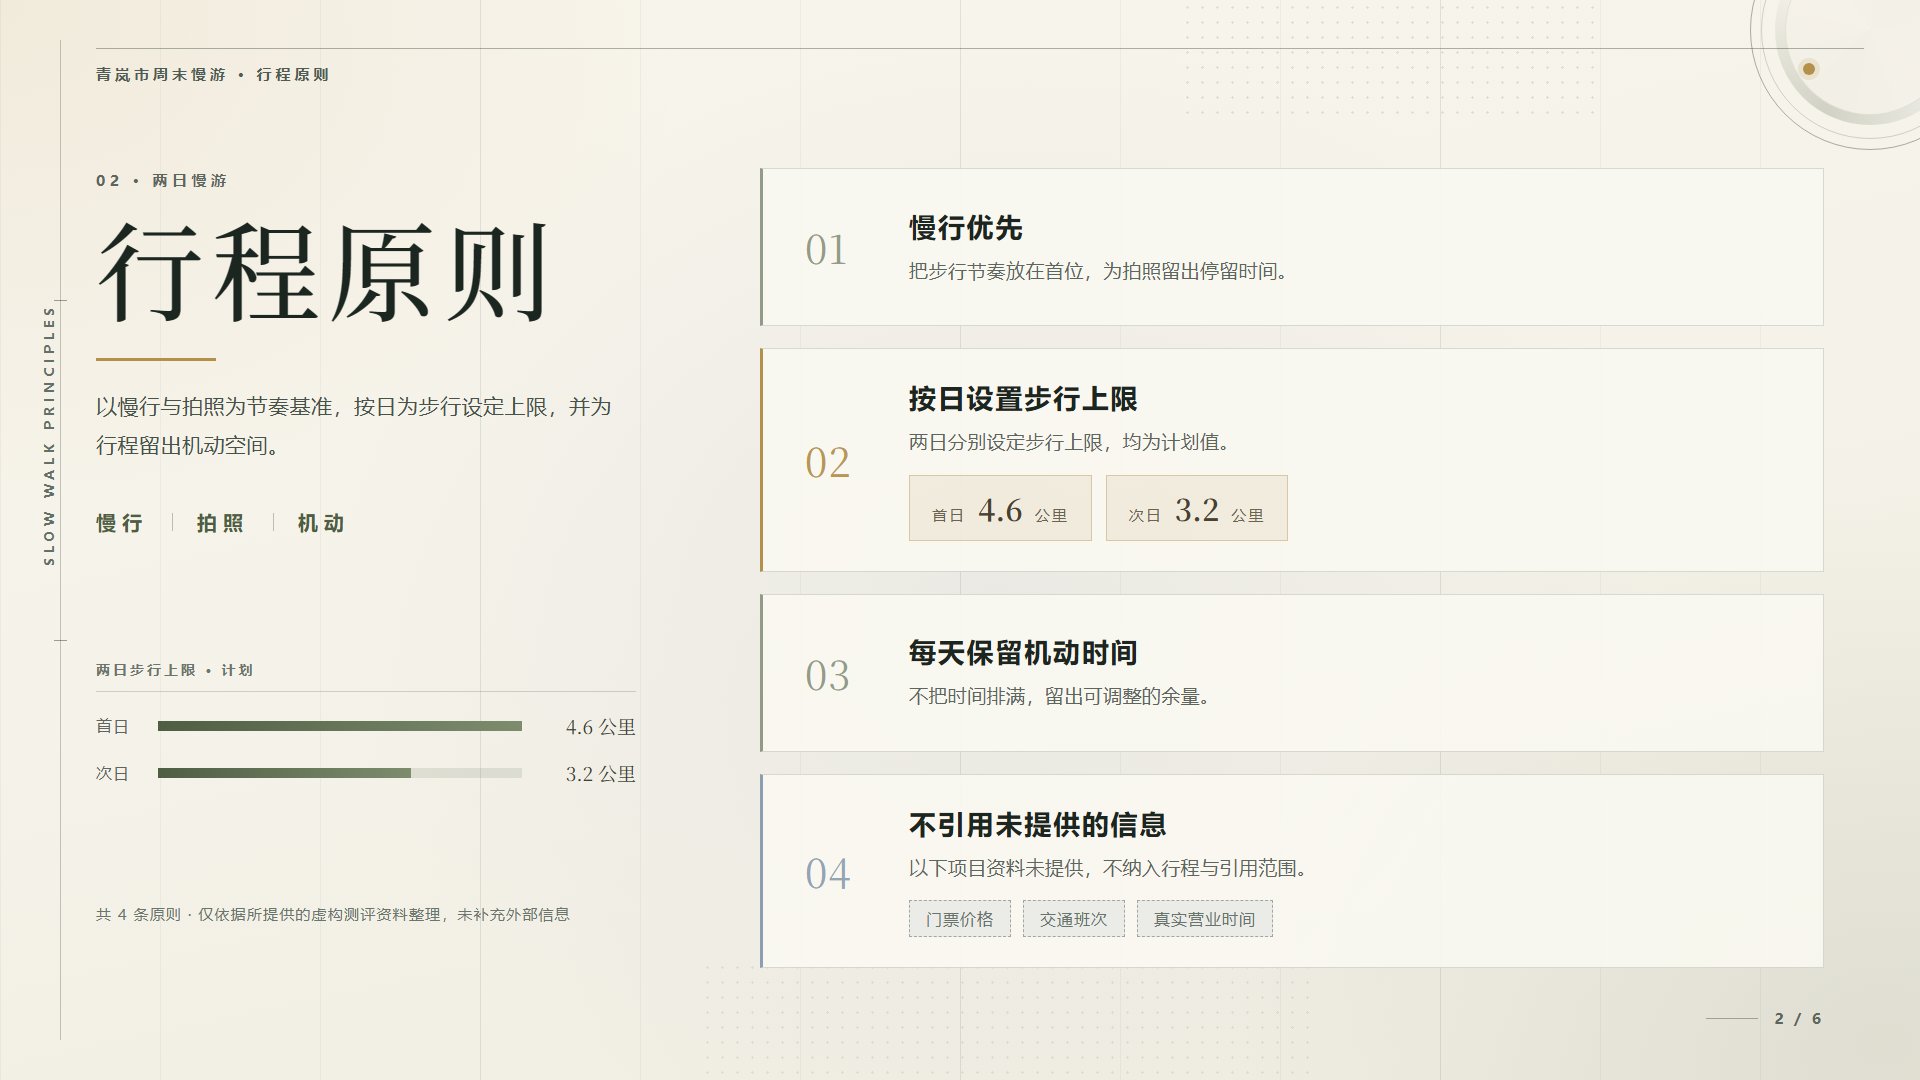 青岚市周末慢游 • 行程原则
SLOW WALK PRINCIPLES
02 • 两日慢游
行程原则
以慢行与拍照为节奏基准，按日为步行设定上限，并为
行程留出机动空间。
慢行 | 拍照 | 机动
两日步行上限 • 计划
首日 4.6 公里
次日 3.2 公里
共 4 条原则 · 仅依据所提供的虚构测评资料整理，未补充外部信息
01
慢行优先
把步行节奏放在首位，为拍照留出停留时间。
02
按日设置步行上限
两日分别设定步行上限，均为计划值。
首日 4.6 公里 次日 3.2 公里
03
每天保留机动时间
不把时间排满，留出可调整的余量。
04
不引用未提供的信息
以下项目资料未提供，不纳入行程与引用范围。
门票价格 交通班次 真实营业时间
2 / 6